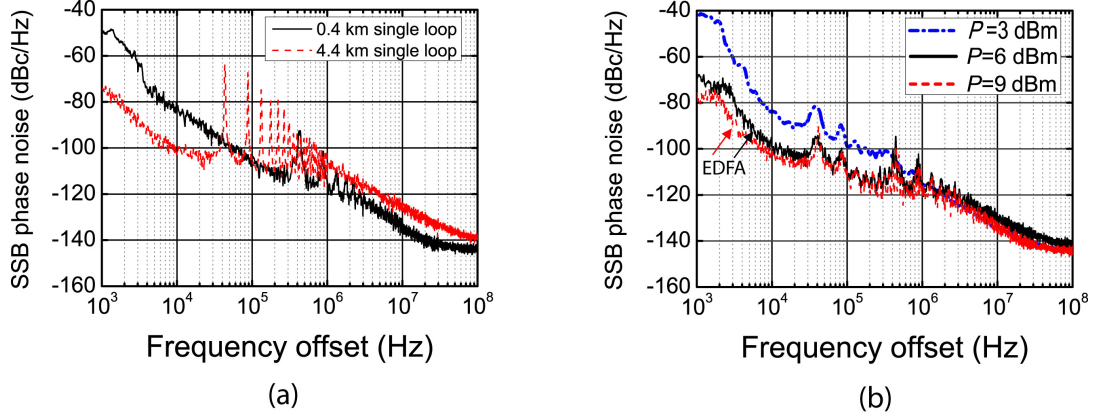 SSB phase noise (dBc/Hz)
-40
-60
-80
-100
-120
-140
-160
0.4 km single loop
4.4 km single loop
10^3 10^4 10^5 10^6 10^7 10^8
Frequency offset (Hz)
(a)
SSB phase noise (dBc/Hz)
-40
-60
-80
-100
-120
-140
-160
P=3 dBm
P=6 dBm
P=9 dBm
EDFA
10^3 10^4 10^5 10^6 10^7 10^8
Frequency offset (Hz)
(b)